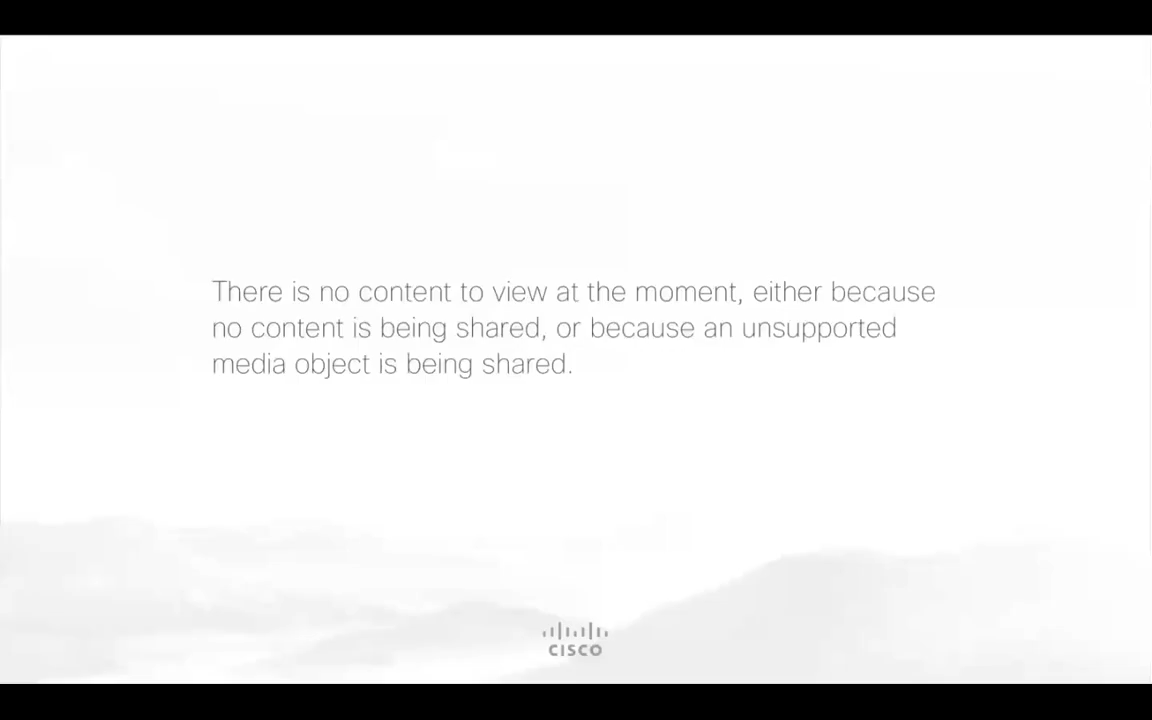 There is no content to view at the moment, either because
no content is being shared, or because an unsupported
media object is being shared.
CISCO